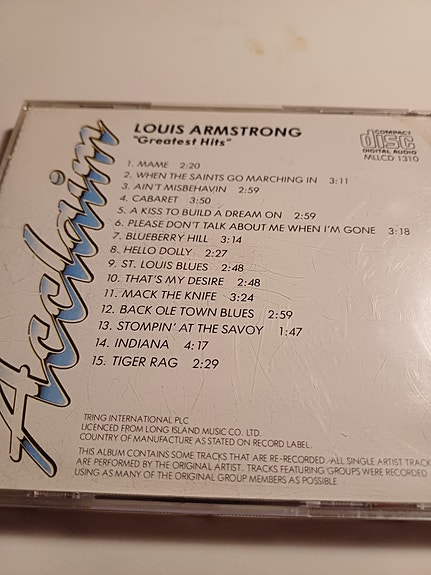 Acclaim
LOUIS ARMSTRONG
"Greatest Hits"
COMPACT
disc
DIGITAL AUDIO
MLLCD 1310
1. MAME 2:20
2. WHEN THE SAINTS GO MARCHING IN 3:11
3. AIN'T MISBEHAVIN 2:59
4. CABARET 3:50
5. A KISS TO BUILD A DREAM ON 2:59
6. PLEASE DON'T TALK ABOUT ME WHEN I'M GONE 3:18
7. BLUEBERRY HILL 3:14
8. HELLO DOLLY 2:27
9. ST. LOUIS BLUES 2:48
10. THAT'S MY DESIRE 2:48
11. MACK THE KNIFE 3:24
12. BACK OLE TOWN BLUES 2:59
13. STOMPIN' AT THE SAVOY 1:47
14. INDIANA 4:17
15. TIGER RAG 2:29
TRING INTERNATIONAL PLC
LICENCED FROM LONG ISLAND MUSIC CO. LTD.
COUNTRY OF MANUFACTURE AS STATED ON RECORD LABEL.
THIS ALBUM CONTAINS SOME TRACKS THAT ARE RE-RECORDED. ALL SINGLE ARTIST TRACK
ARE PERFORMED BY THE ORIGINAL ARTIST. TRACKS FEATURING GROUPS WERE RECORDED
USING AS MANY OF THE ORIGINAL GROUP MEMBERS AS POSSIBLE